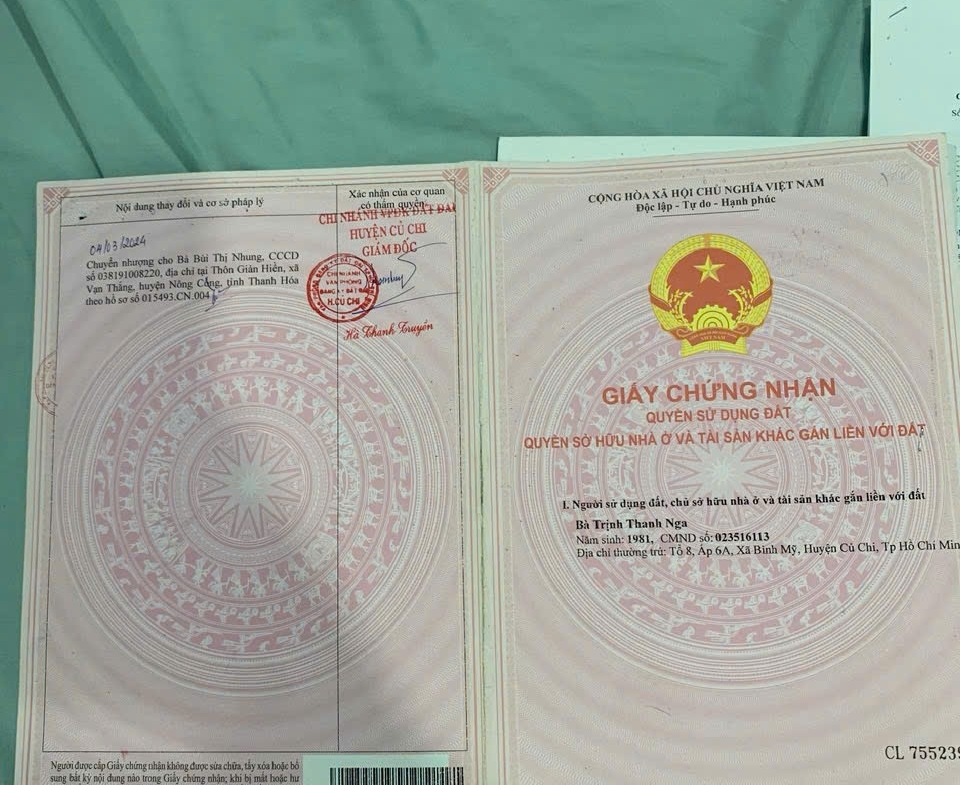 Nội dung thay đổi và cơ sở pháp lý
Xác nhận của cơ quan
có thẩm quyền
04/03/2024
Chuyển nhượng cho Bà Bùi Thị Nhung, CCCD
số 038191008220, địa chỉ tại Thôn Giản Hiền, xã
Vạn Thắng, huyện Nông Cống, tỉnh Thanh Hóa
theo hồ sơ số 015493.CN.004
CHI NHÁNH VPĐK ĐẤT ĐAI
HUYỆN CỦ CHI
GIÁM ĐỐC
CHI NHÁNH
VĂN PHÒNG
H.CỦ CHI
Hà Thanh Truyền
Người được cấp Giấy chứng nhận không được sửa chữa, tẩy xóa hoặc bổ
sung bất kỳ nội dung nào trong Giấy chứng nhận; khi bị mất hoặc hư
CỘNG HÒA XÃ HỘI CHỦ NGHĨA VIỆT NAM
Độc lập - Tự do - Hạnh phúc
GIẤY CHỨNG NHẬN
QUYỀN SỬ DỤNG ĐẤT
QUYỀN SỞ HỮU NHÀ Ở VÀ TÀI SẢN KHÁC GẮN LIỀN VỚI ĐẤT
I. Người sử dụng đất, chủ sở hữu nhà ở và tài sản khác gắn liền với đất
Bà Trịnh Thanh Nga
Năm sinh: 1981, CMND số: 023516113
Địa chỉ thường trú: Tổ 8, Ấp 6A, Xã Bình Mỹ, Huyện Củ Chi, Tp Hồ Chí Min
CL 755239